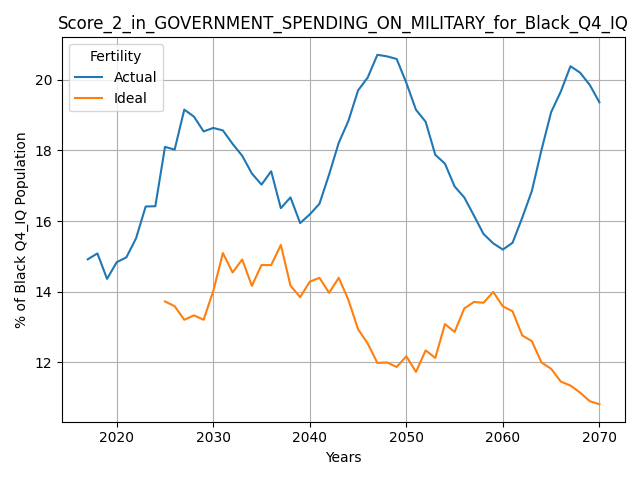 Score_2_in_GOVERNMENT_SPENDING_ON_MILITARY_for_Black_Q4_IQ
Fertility
Actual
Ideal
% of Black Q4_IQ Population
20
18
16
14
12
2020
2030
2040
2050
2060
2070
Years